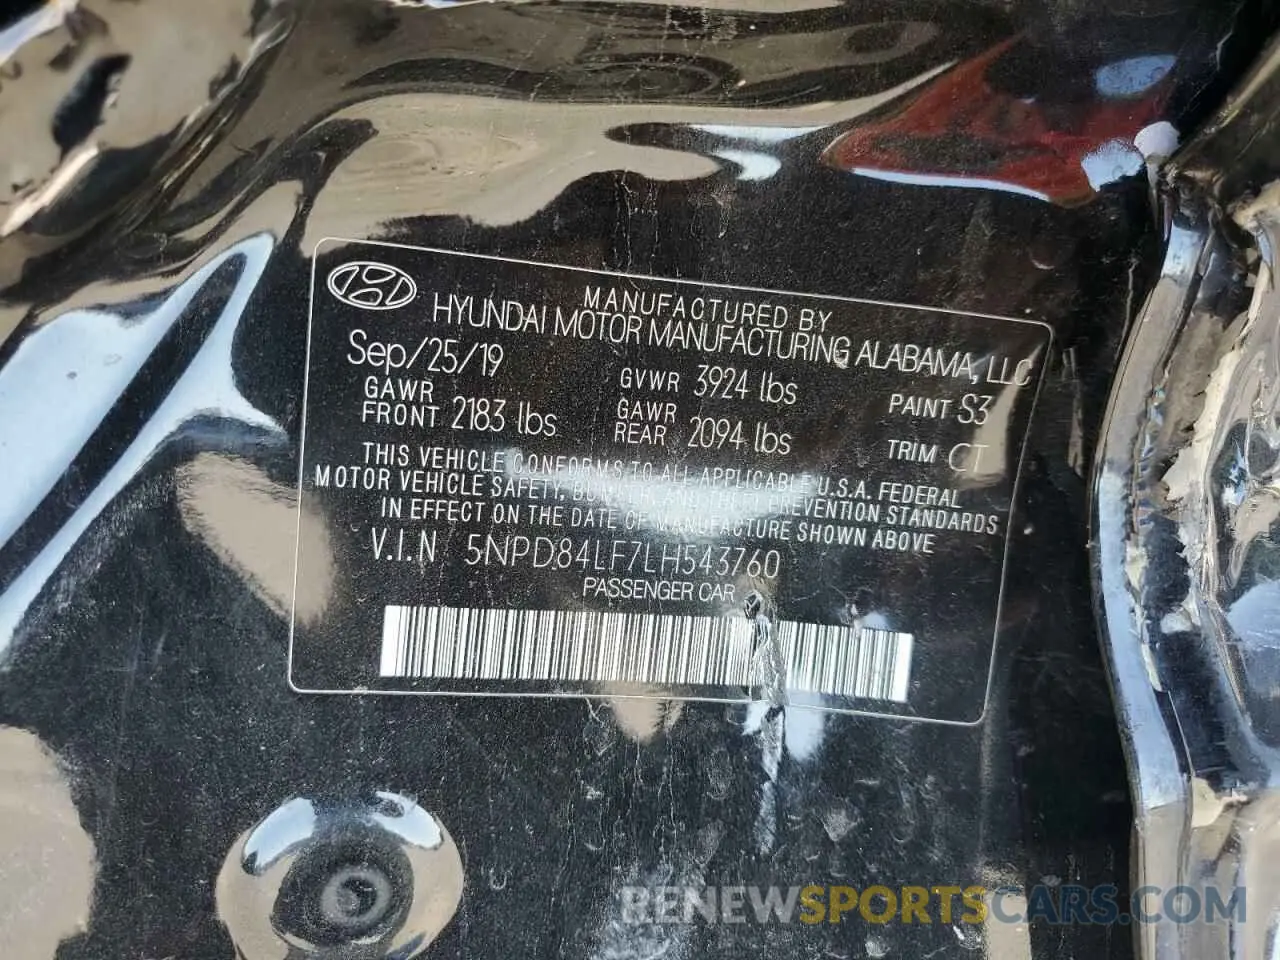 MANUFACTURED BY
HYUNDAI MOTOR MANUFACTURING ALABAMA, LLC
Sep/25/19 GVWR 3924 lbs PAINT S3
GAWR FRONT 2183 lbs GAWR REAR 2094 lbs TRIM CT
THIS VEHICLE CONFORMS TO ALL APPLICABLE U.S.A. FEDERAL
MOTOR VEHICLE SAFETY, BUMPER, AND THEFT PREVENTION STANDARDS
IN EFFECT ON THE DATE OF MANUFACTURE SHOWN ABOVE
V.I.N 5NPD84LF7LH543760
PASSENGER CAR
RENEWSPORTSCARS.COM